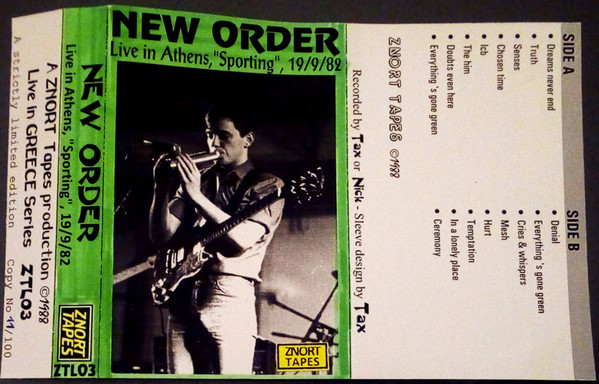 A strictly limited edition Copy No 11/100
A ZNORT Tapes production ©1988
Live in GREECE Series ZTL03
NEW ORDER
Live in Athens, "Sporting", 19/9/82
ZNORT
TAPES
ZTL03
NEW ORDER
Live in Athens, "Sporting", 19/9/82
ZNORT
TAPES
SIDE A
• Dreams never end
• Truth
• Senses
• Chosen time
• Icb
• The him
• Doubts even here
• Everything 's gone green
SIDE B
• Denial
• Everything 's gone green
• Cries & whispers
• Mesh
• Hurt
• Temptation
• In a lonely place
• Ceremony
ZNORT TAPES ©1988
Recorded by Tax or Nick · Sleeve design by Tax